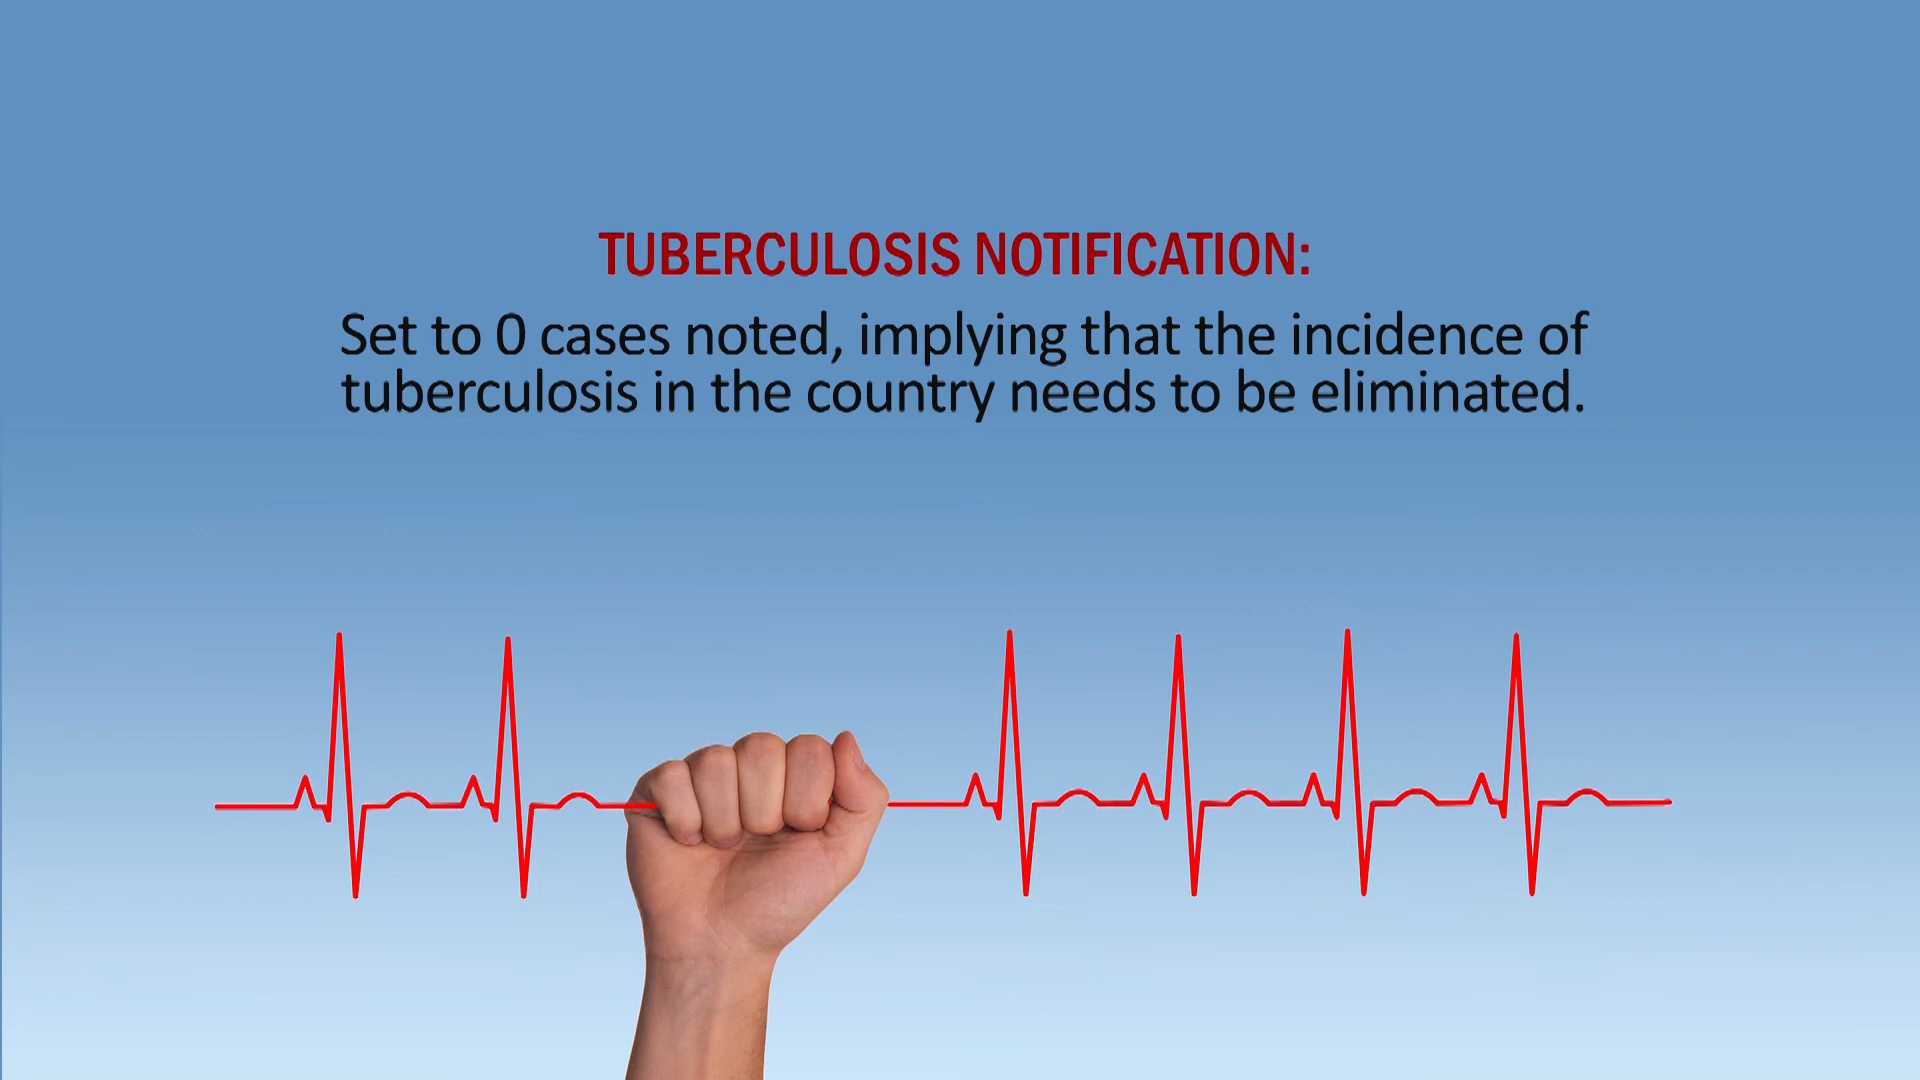 TUBERCULOSIS NOTIFICATION:
Set to 0 cases noted, implying that the incidence of
tuberculosis in the country needs to be eliminated.